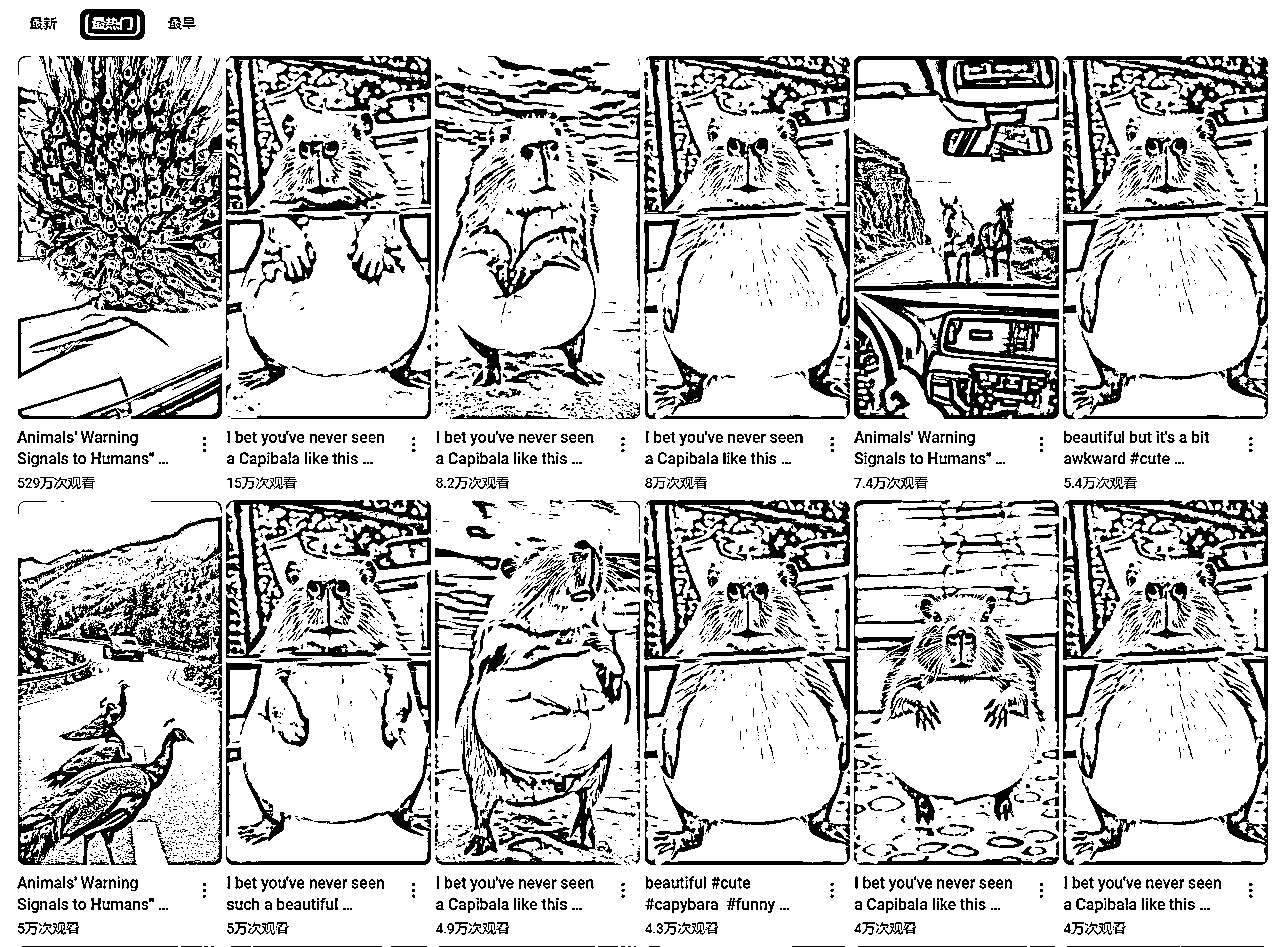 最新
最热门
最早
Animals' Warning
Signals to Humans" ...
529万次观看
I bet you've never seen
a Capibala like this ...
15万次观看
I bet you've never seen
a Capibala like this ...
8.2万次观看
I bet you've never seen
a Capibala like this ...
8万次观看
Animals' Warning
Signals to Humans" ...
7.4万次观看
beautiful but it's a bit
awkward #cute ...
5.4万次观看
Animals' Warning
Signals to Humans" ...
5万次观看
I bet you've never seen
such a beautiful ...
5万次观看
I bet you've never seen
a Capibala like this ...
4.9万次观看
beautiful #cute
#capybara #funny ...
4.3万次观看
I bet you've never seen
a Capibala like this ...
4万次观看
I bet you've never seen
a Capibala like this ...
4万次观看